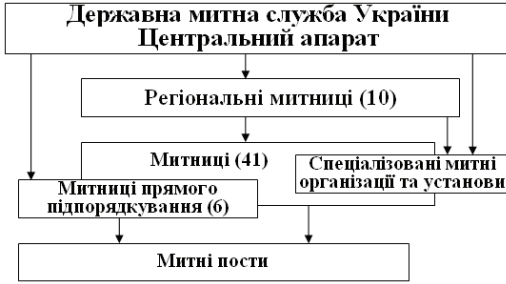 Державна митна служба України
Центральний апарат
Регіональні митниці (10)
Митниці (41)
Спеціалізовані митні
організації та установи
Митниці прямого
підпорядкування (6)
Митні пости